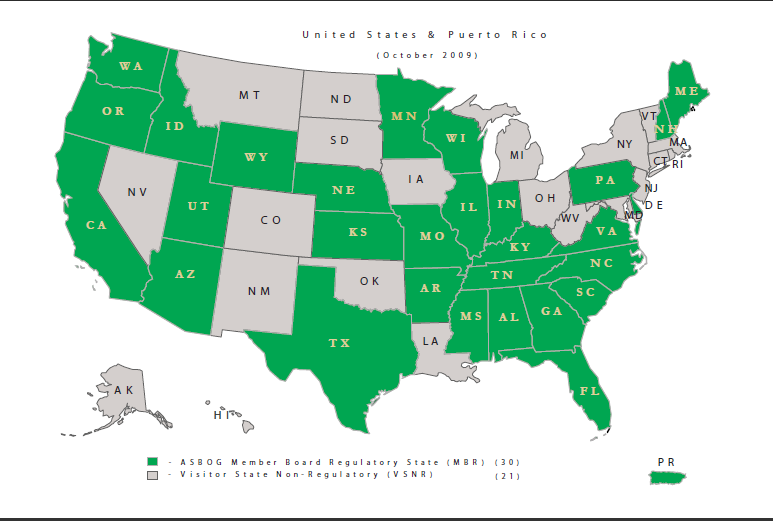 United States & Puerto Rico
(October 2009)
WA
MT
ND
MN
ME
VT
NH
OR
ID
SD
WI
MA
NY
MI
CT
RI
WY
IA
PA
NV
NE
NJ
UT
OH
DE
CO
IL
IN
WV
MD
CA
KS
MO
KY
VA
NC
AZ
OK
TN
NM
AR
SC
MS
AL
GA
TX
LA
AK
FL
HI
- ASBOG Member Board Regulatory State (MBR) (30)
- Visitor State Non-Regulatory (VSNR) (21)
PR